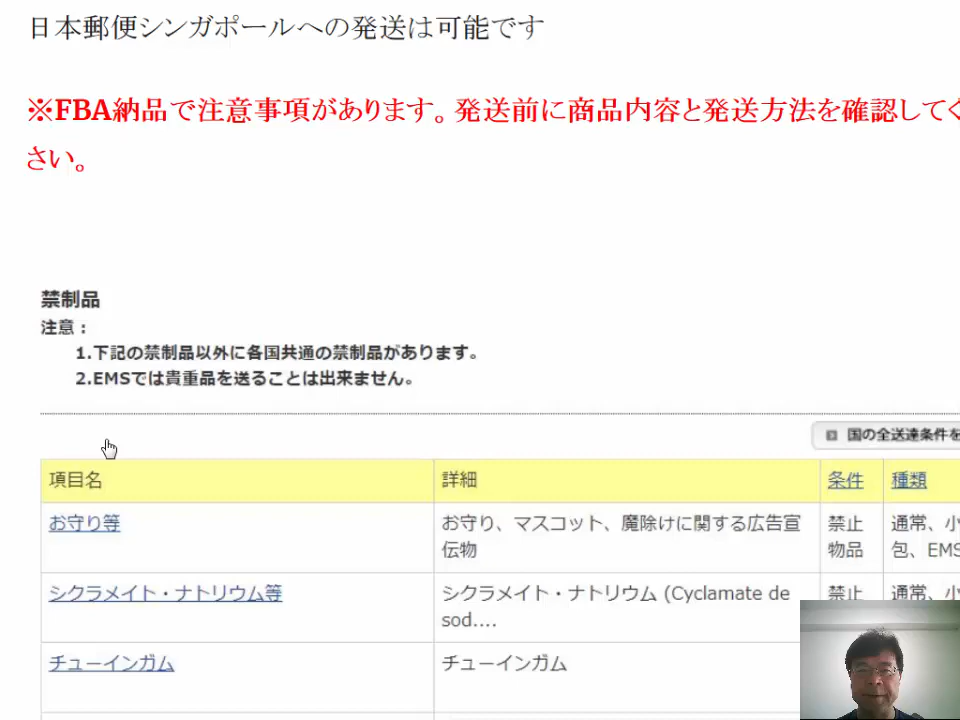 日本郵便シンガポールへの発送は可能です
※FBA納品で注意事項があります。発送前に商品内容と発送方法を確認してく
さい。
禁制品
注意：
1.下記の禁制品以外に各国共通の禁制品があります。
2.EMSでは貴重品を送ることは出来ません。
国の全送達条件を
項目名 詳細 条件 種類
お守り等 お守り、マスコット、魔除けに関する広告宣 禁止 通常、小
伝物 物品 包、EMS
シクラメイト・ナトリウム等 シクラメイト・ナトリウム (Cyclamate de 禁止 通常、小
sod....
チューインガム チューインガム